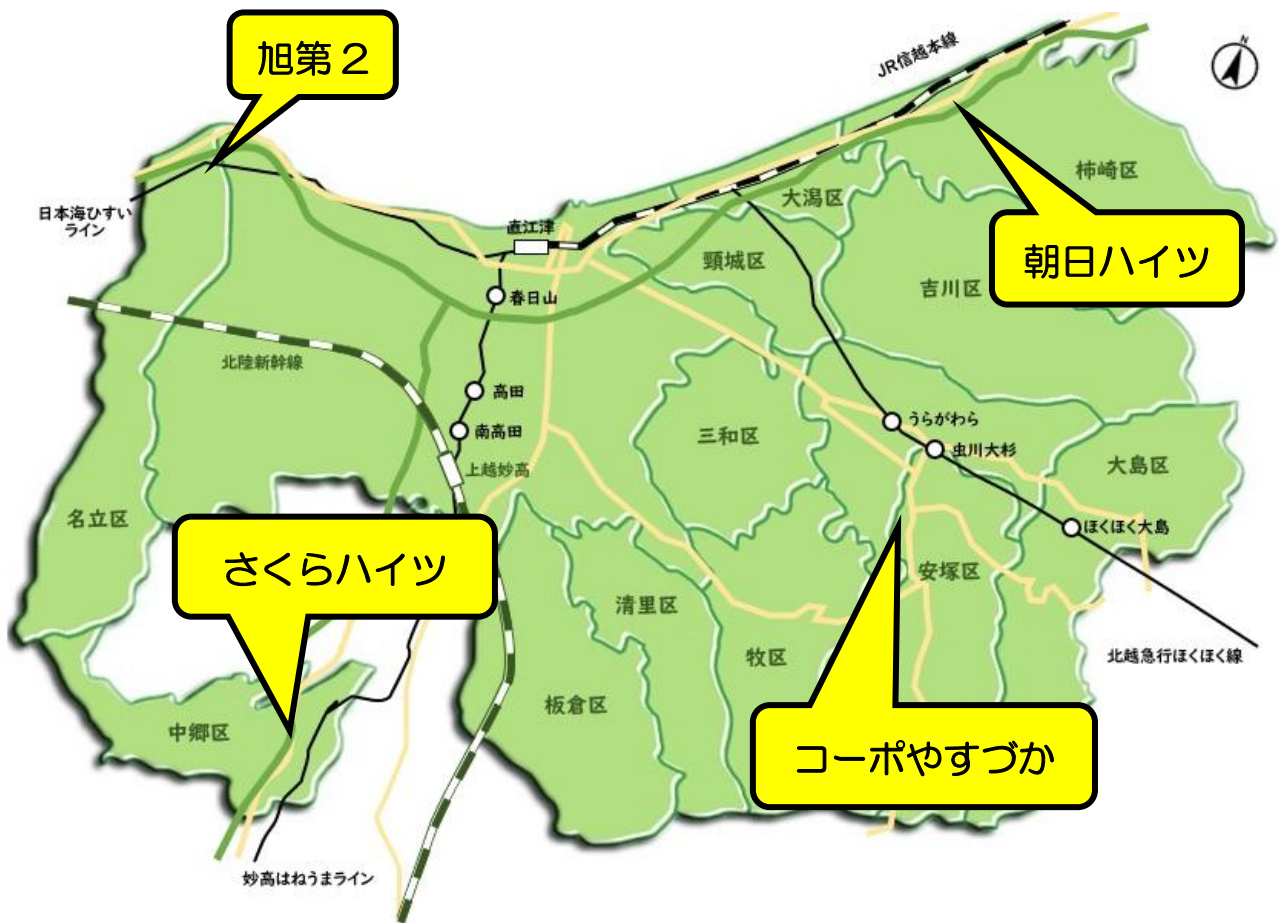 旭第２
JR信越本線
N
朝日ハイツ
柿崎区
大潟区
日本海ひすい
ライン
直江津
頸城区
吉川区
春日山
北陸新幹線
高田
南高田
上越妙高
三和区
うらがわら
虫川大杉
大島区
ほくほく大島
名立区
さくらハイツ
清里区
安塚区
牧区
北越急行ほくほく線
板倉区
中郷区
コーポやすづか
妙高はねうまライン